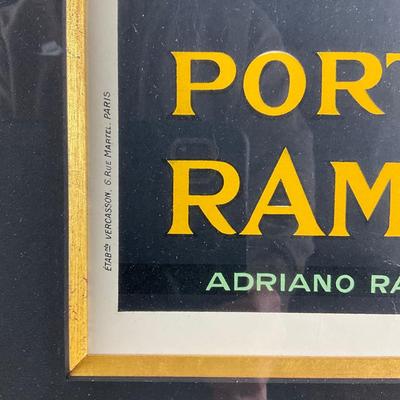 PORT
RAM
ADRIANO RA
ÉTABᵗˢ VERCASSON, 6, RUE MARTEL, PARIS